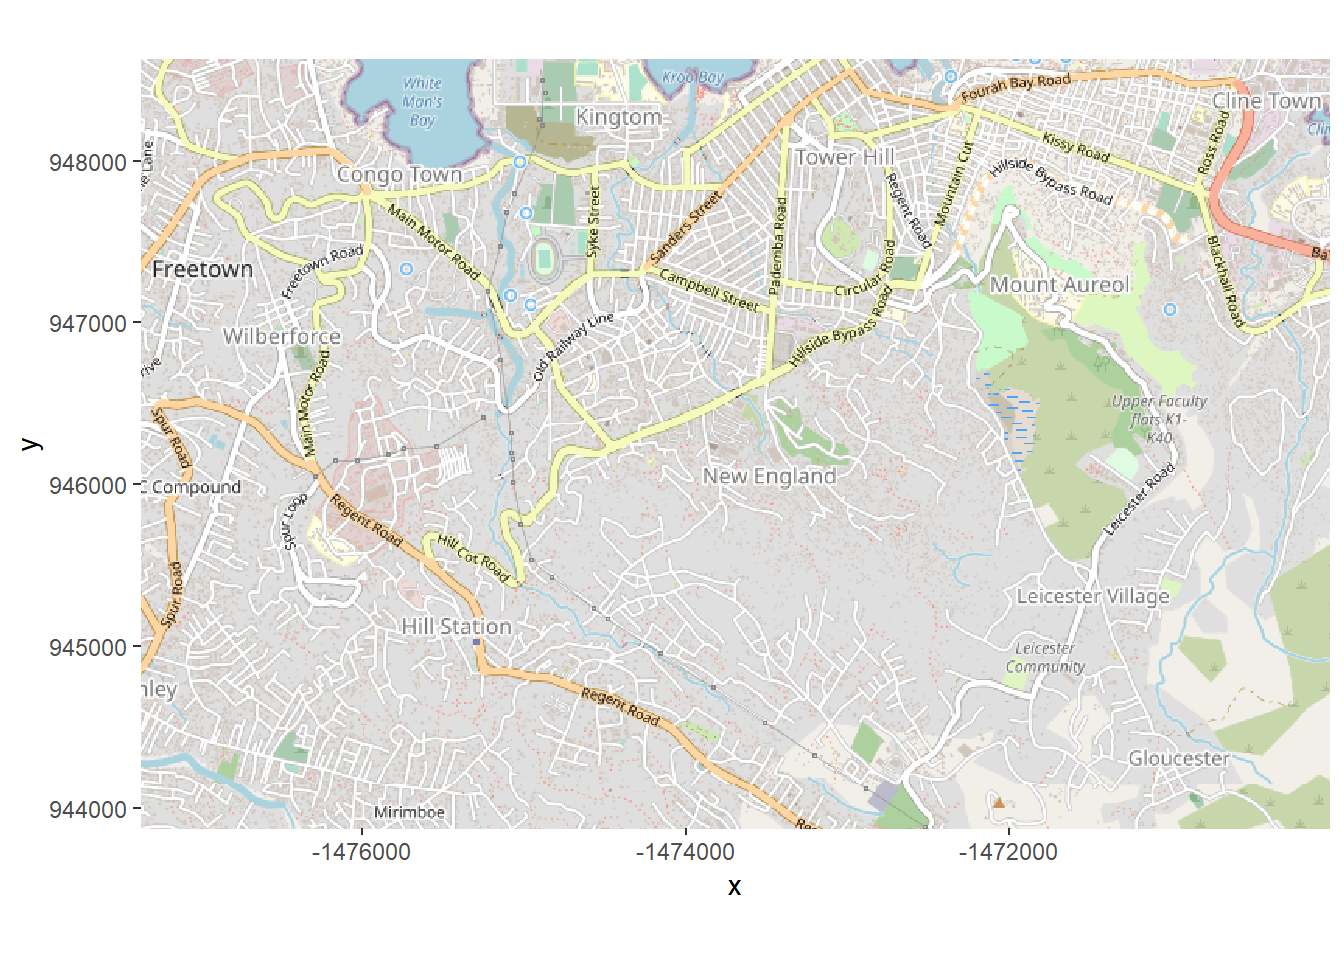 White
Man's
Bay
Kroo Bay
Fourah Bay Road
Cline Town
Kingtom
Kissy Road
Ross Road
Tower Hill
948000
Congo Town
Hillside Bypass Road
Mountain Cut
Regent Road
Main Motor Road
Syke Street
Sanders Street
Pademba Road
Freetown Road
Freetown
Campbell Street
Circular Road
Mount Aureol
Blackhall Road
947000
Wilberforce
Old Railway Line
Hillside Bypass Road
Main Motor Road
Spur Road
Upper Faculty
flats K1-
K40
y
946000
Compound
New England
Leicester Road
Spur Loop
Regent Road
Hill Cot Road
Spur Road
Leicester Village
Hill Station
945000
Leicester
Community
Regent Road
Gloucester
944000
Mirimboe
-1476000
-1474000
-1472000
x